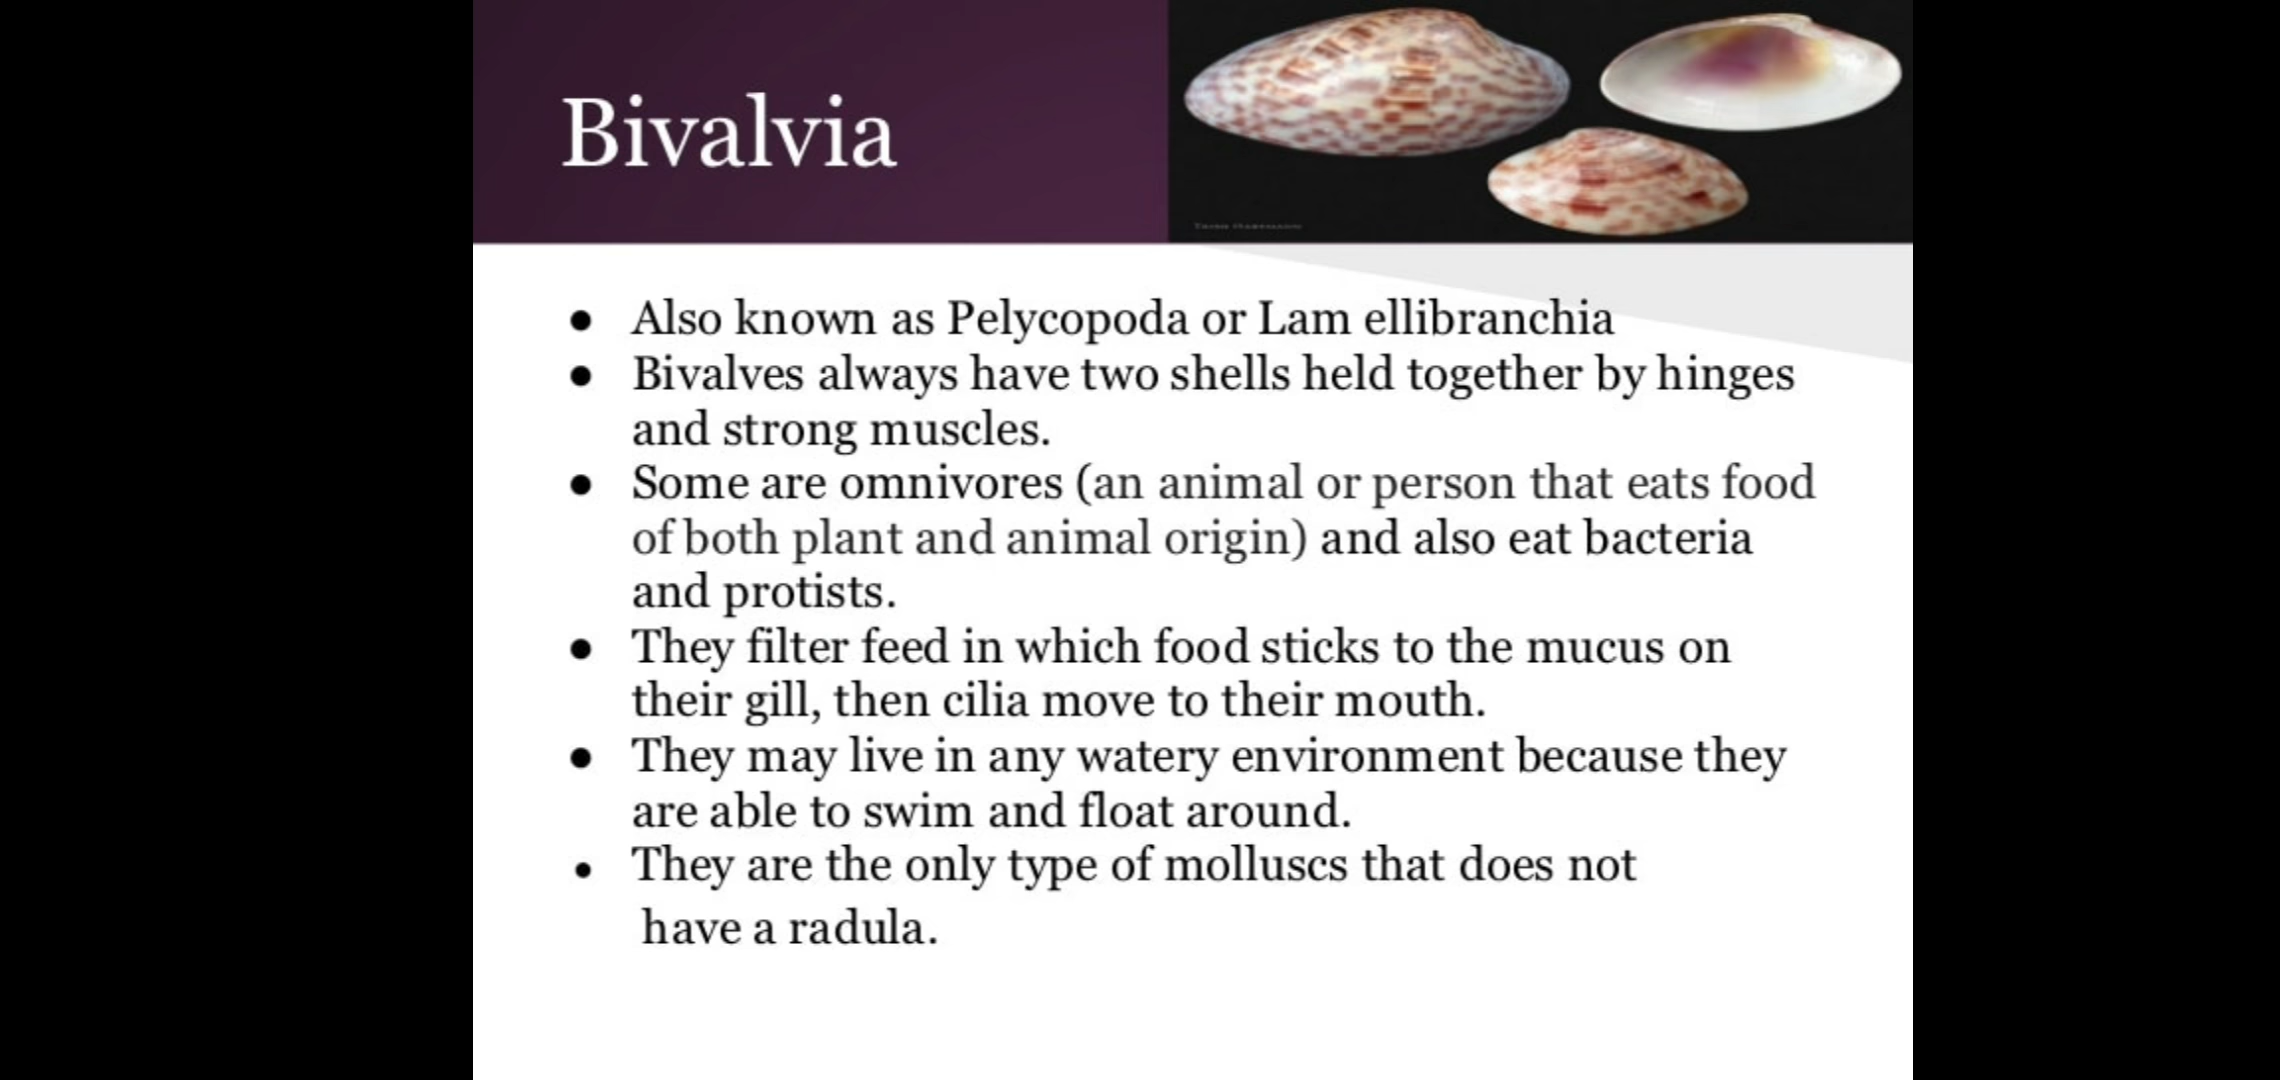 Bivalvia
● Also known as Pelycopoda or Lam ellibranchia
● Bivalves always have two shells held together by hinges
and strong muscles.
● Some are omnivores (an animal or person that eats food
of both plant and animal origin) and also eat bacteria
and protists.
● They filter feed in which food sticks to the mucus on
their gill, then cilia move to their mouth.
● They may live in any watery environment because they
are able to swim and float around.
● They are the only type of molluscs that does not
have a radula.